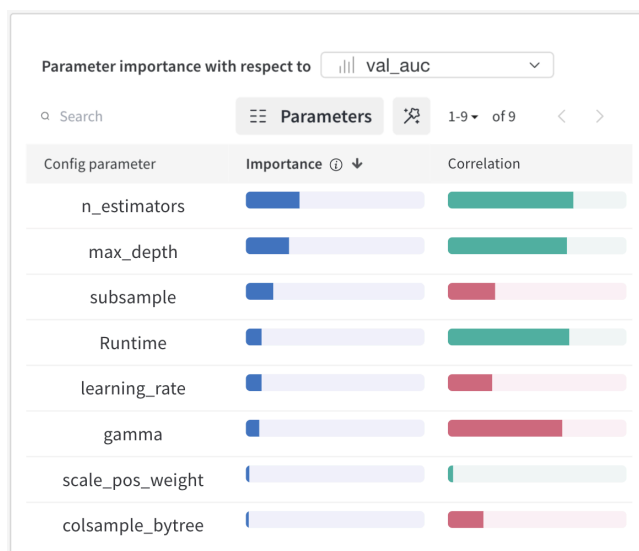 Parameter importance with respect to val_auc
Search Parameters 1-9 of 9
Config parameter Importance Correlation
n_estimators
max_depth
subsample
Runtime
learning_rate
gamma
scale_pos_weight
colsample_bytree